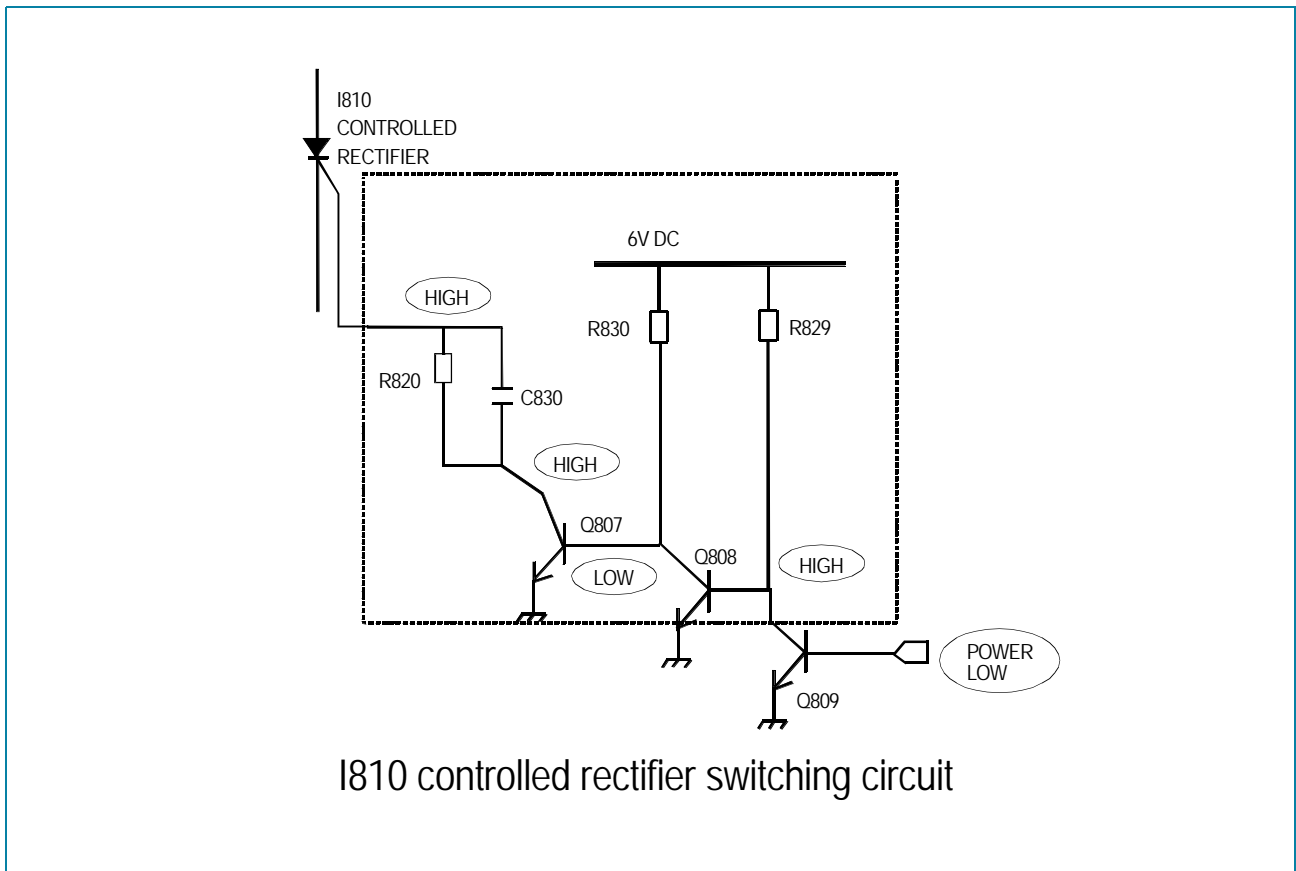 I810
CONTROLLED
RECTIFIER
6V DC
HIGH
R830
R829
R820
C830
HIGH
Q807
Q808
HIGH
LOW
POWER
LOW
Q809
I810 controlled rectifier switching circuit